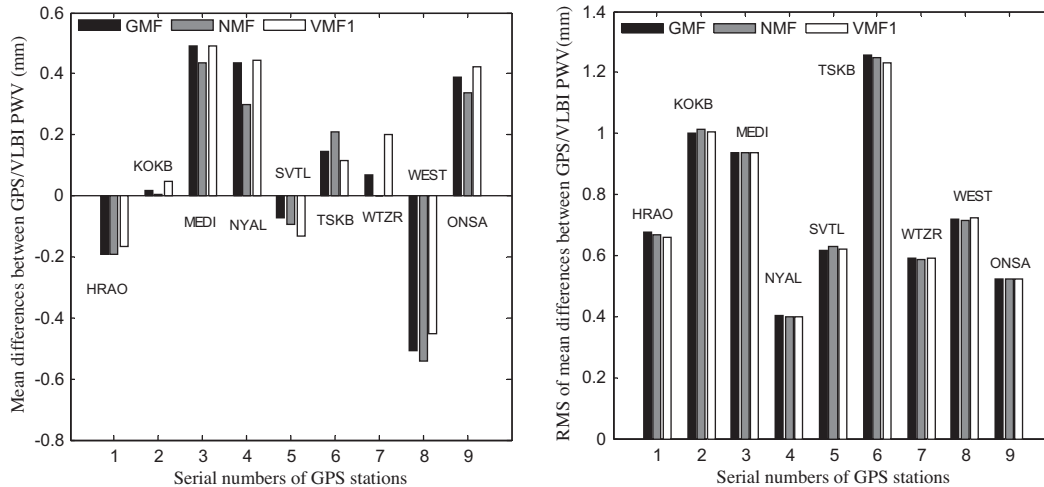 Mean differences between GPS/VLBI PWV (mm)
0.6
0.4
0.2
0
-0.2
-0.4
-0.6
-0.8
GMF NMF VMF1
HRAO
KOKB
MEDI
NYAL
SVTL
TSKB
WTZR
WEST
ONSA
1 2 3 4 5 6 7 8 9
Serial numbers of GPS stations
RMS of mean differences between GPS/VLBI PWV(mm)
1.4
1.2
1
0.8
0.6
0.4
0.2
0
GMF NMF VMF1
HRAO
KOKB
MEDI
NYAL
SVTL
TSKB
WTZR
WEST
ONSA
1 2 3 4 5 6 7 8 9
Serial numbers of GPS stations